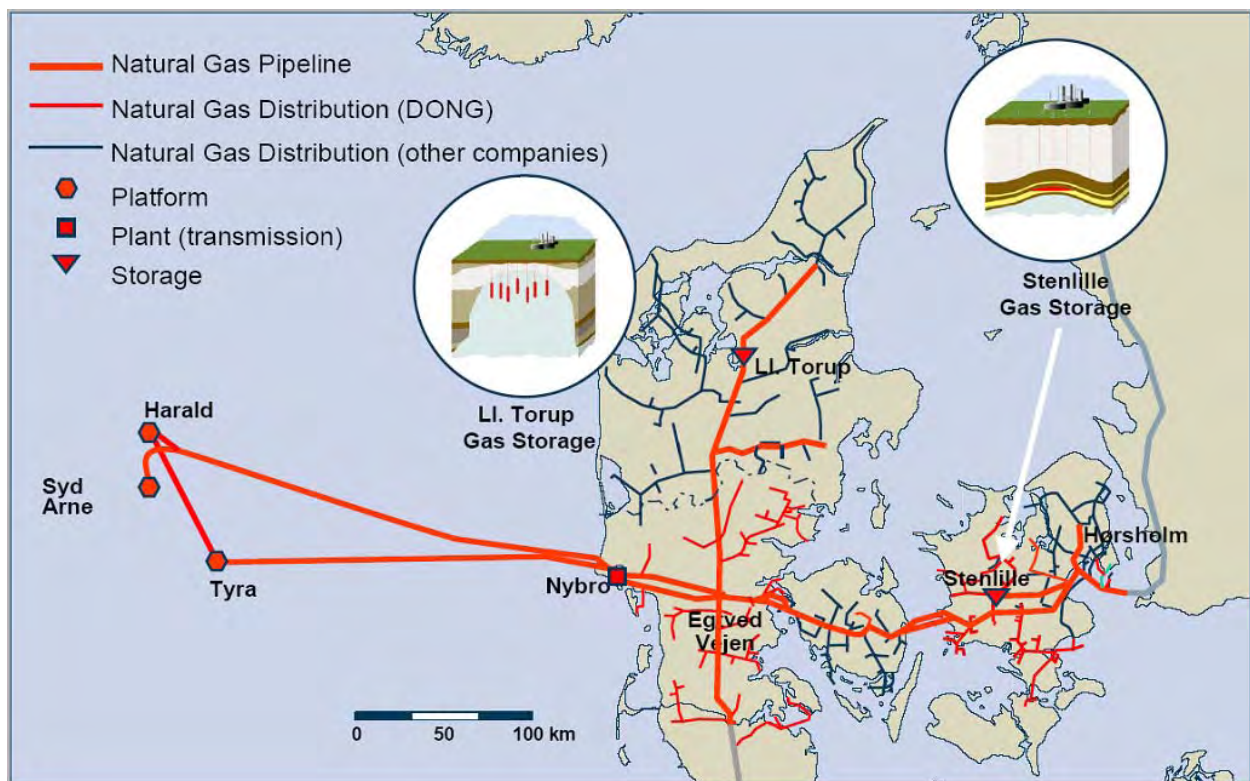 Natural Gas Pipeline
Natural Gas Distribution (DONG)
Natural Gas Distribution (other companies)
Platform
Plant (transmission)
Storage
Ll. Torup
Gas Storage
Stenlille
Gas Storage
Ll. Torup
Harald
Syd
Arne
Tyra
Nybro
Egtved
Vejen
Stenlille
Hørsholm
0 50 100 km